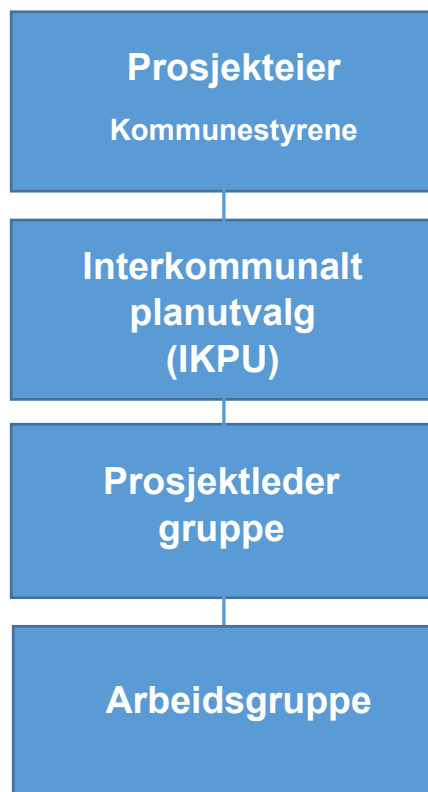 Prosjekteier
Kommunestyrene
Interkommunalt
planutvalg
(IKPU)
Prosjektleder
gruppe
Arbeidsgruppe